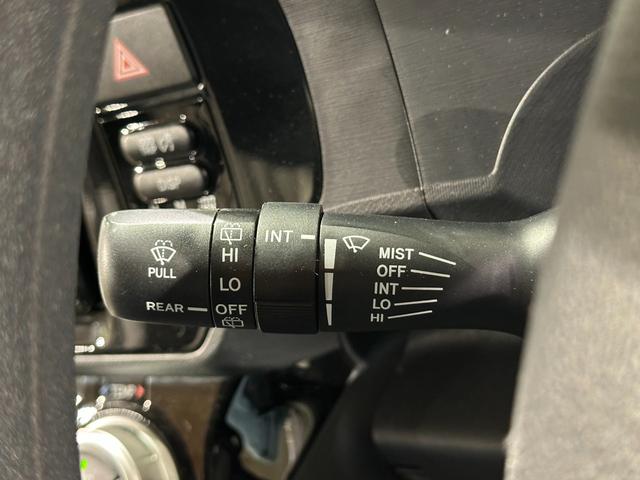 PULL
REAR
HI
LO
OFF
INT
MIST
OFF
INT
LO
HI